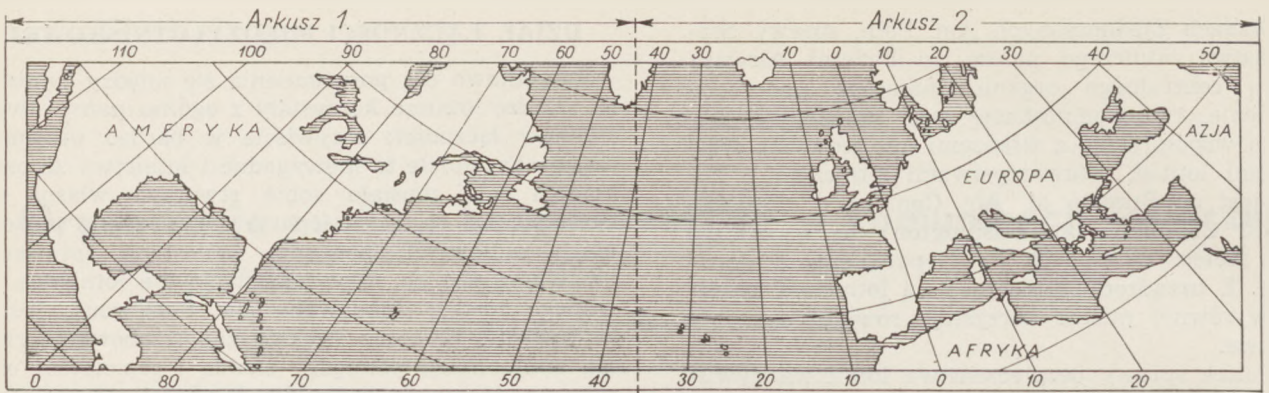 Arkusz 1. Arkusz 2.
110 100 90 80 70 60 50 40 30 20 10 0 10 20 30 40 50
AMERYKA
AZJA
EUROPA
AFRYKA
0 80 70 60 50 40 30 20 10 0 10 20